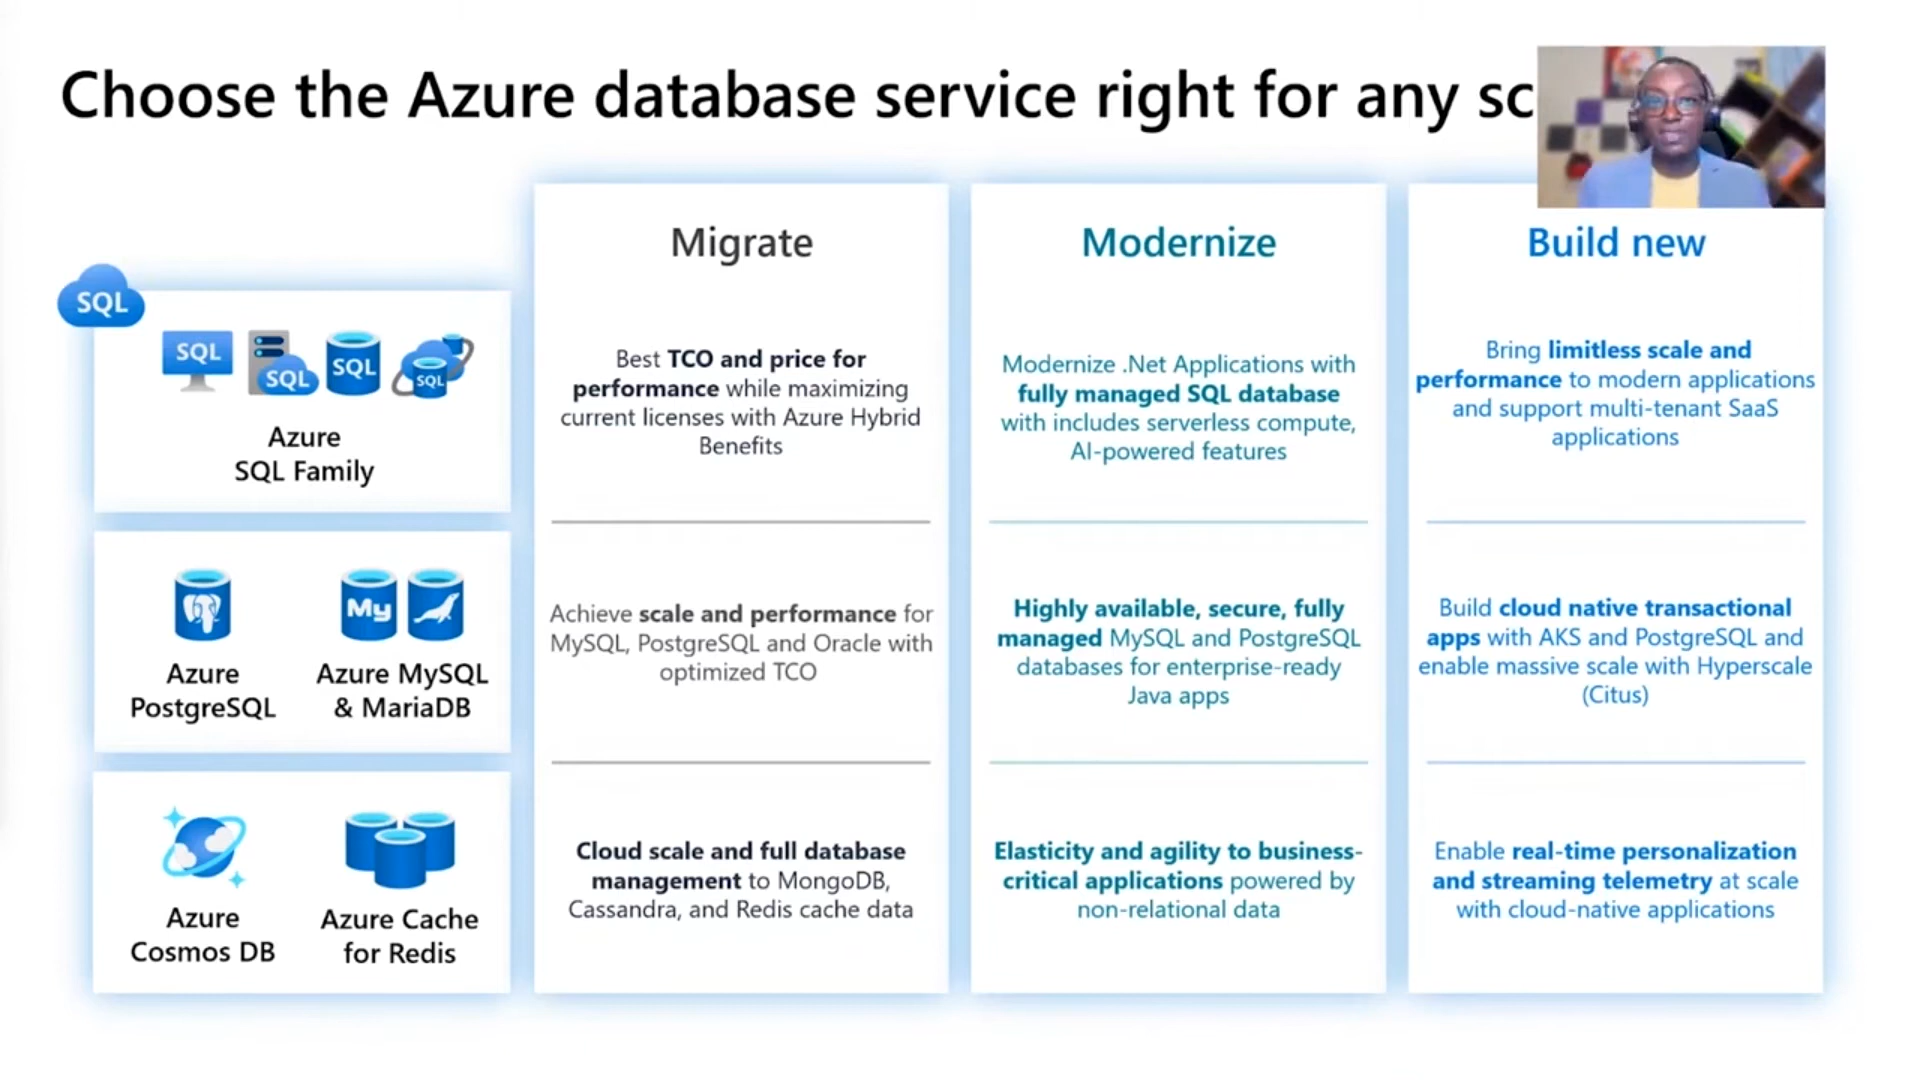 Choose the Azure database service right for any sc
Migrate
Modernize
Build new
SQL
SQL
SQL
SQL
SQL
Azure
SQL Family
Best TCO and price for
performance while maximizing
current licenses with Azure Hybrid
Benefits
Modernize .Net Applications with
fully managed SQL database
with includes serverless compute,
AI-powered features
Bring limitless scale and
performance to modern applications
and support multi-tenant SaaS
applications
My
Azure
PostgreSQL
Azure MySQL
& MariaDB
Achieve scale and performance for
MySQL, PostgreSQL and Oracle with
optimized TCO
Highly available, secure, fully
managed MySQL and PostgreSQL
databases for enterprise-ready
Java apps
Build cloud native transactional
apps with AKS and PostgreSQL and
enable massive scale with Hyperscale
(Citus)
Azure
Cosmos DB
Azure Cache
for Redis
Cloud scale and full database
management to MongoDB,
Cassandra, and Redis cache data
Elasticity and agility to business-
critical applications powered by
non-relational data
Enable real-time personalization
and streaming telemetry at scale
with cloud-native applications